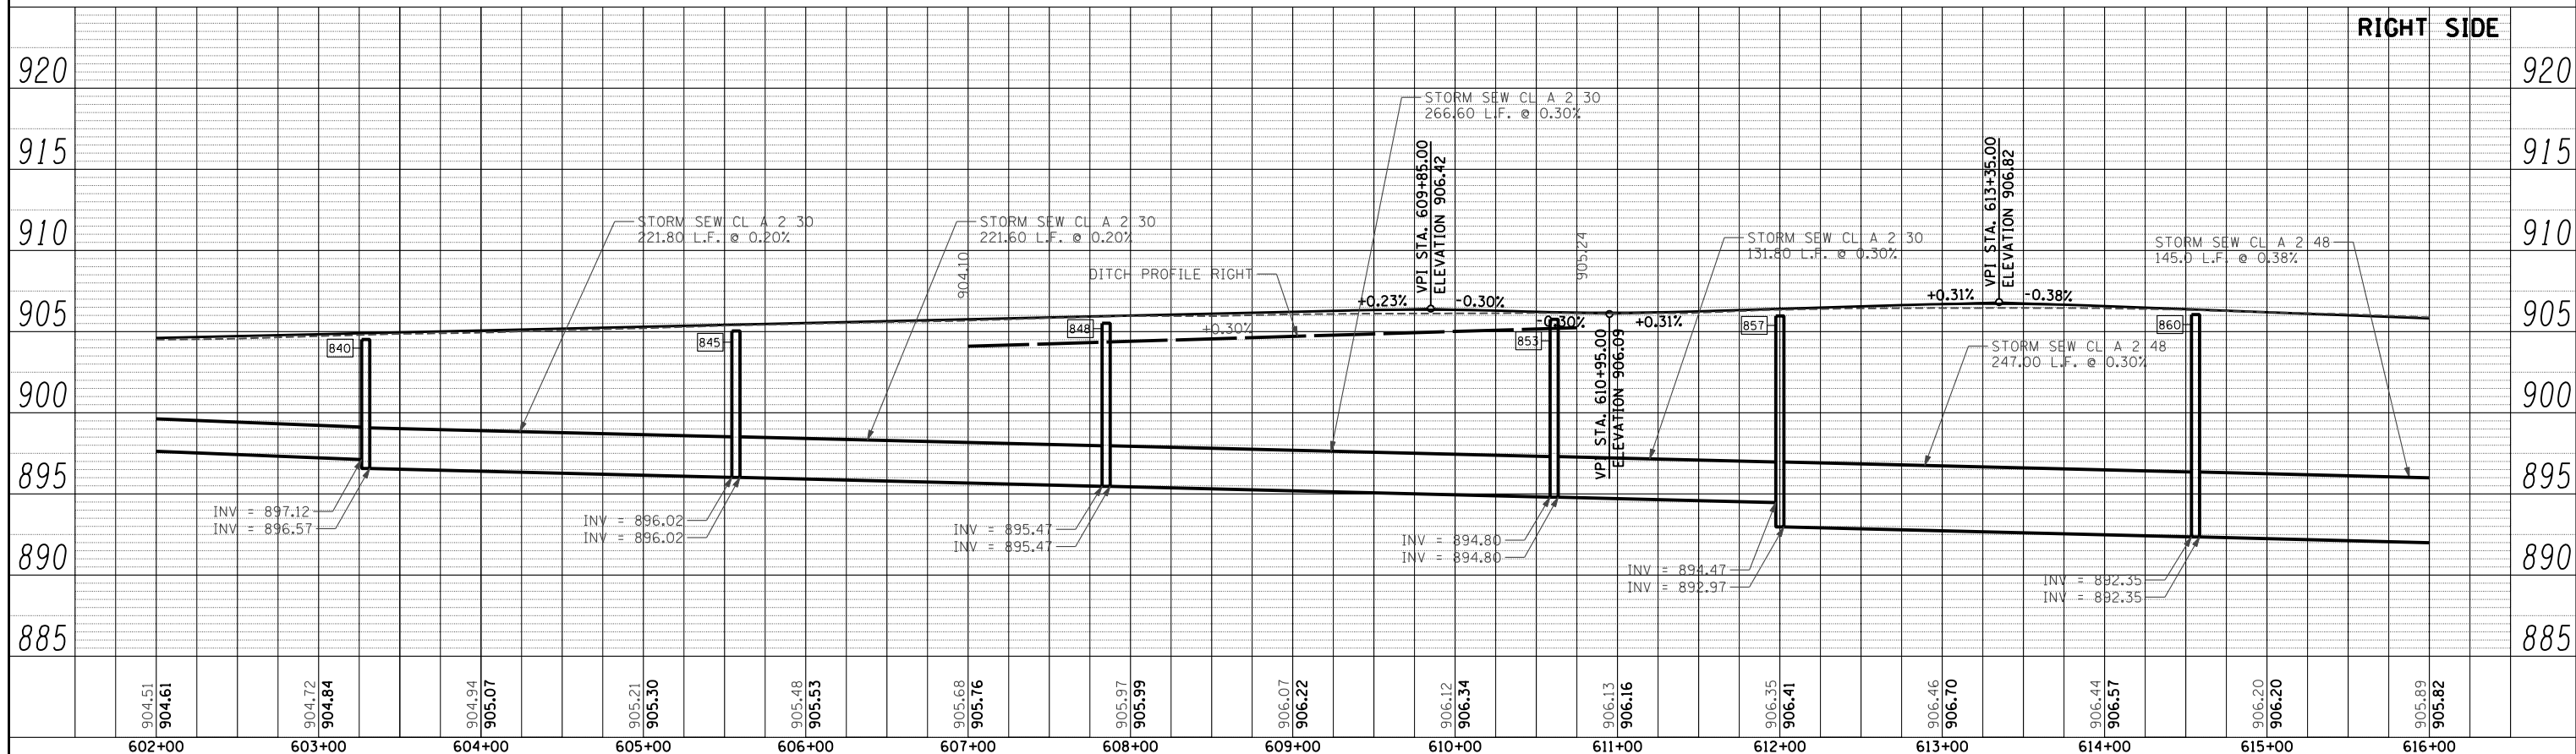 RIGHT SIDE
920
920
915
915
910
910
905
905
900
900
895
895
890
890
885
885
STORM SEW CL A 2 30
266.60 L.F. @ 0.30%
VPI STA. 609+85.00
ELEVATION 906.42
VPI STA. 613+35.00
ELEVATION 906.82
STORM SEW CL A 2 30
221.80 L.F. @ 0.20%
STORM SEW CL A 2 30
221.60 L.F. @ 0.20%
904.10
DITCH PROFILE RIGHT
905.24
STORM SEW CL A 2 30
131.80 L.F. @ 0.30%
STORM SEW CL A 2 48
145.0 L.F. @ 0.38%
+0.23%
-0.30%
+0.31%
-0.38%
+0.30%
-0.30%
+0.31%
840
845
848
853
857
860
VPI STA. 610+95.00
ELEVATION 906.09
STORM SEW CL A 2 48
247.00 L.F. @ 0.30%
INV = 897.12
INV = 896.57
INV = 896.02
INV = 896.02
INV = 895.47
INV = 895.47
INV = 894.80
INV = 894.80
INV = 894.47
INV = 892.97
INV = 892.35
INV = 892.35
904.51
904.61
904.72
904.84
904.94
905.07
905.21
905.30
905.48
905.53
905.68
905.76
905.97
905.99
906.07
906.22
906.12
906.34
906.13
906.16
906.35
906.41
906.46
906.70
906.44
906.57
906.20
906.20
905.89
905.82
602+00
603+00
604+00
605+00
606+00
607+00
608+00
609+00
610+00
611+00
612+00
613+00
614+00
615+00
616+00